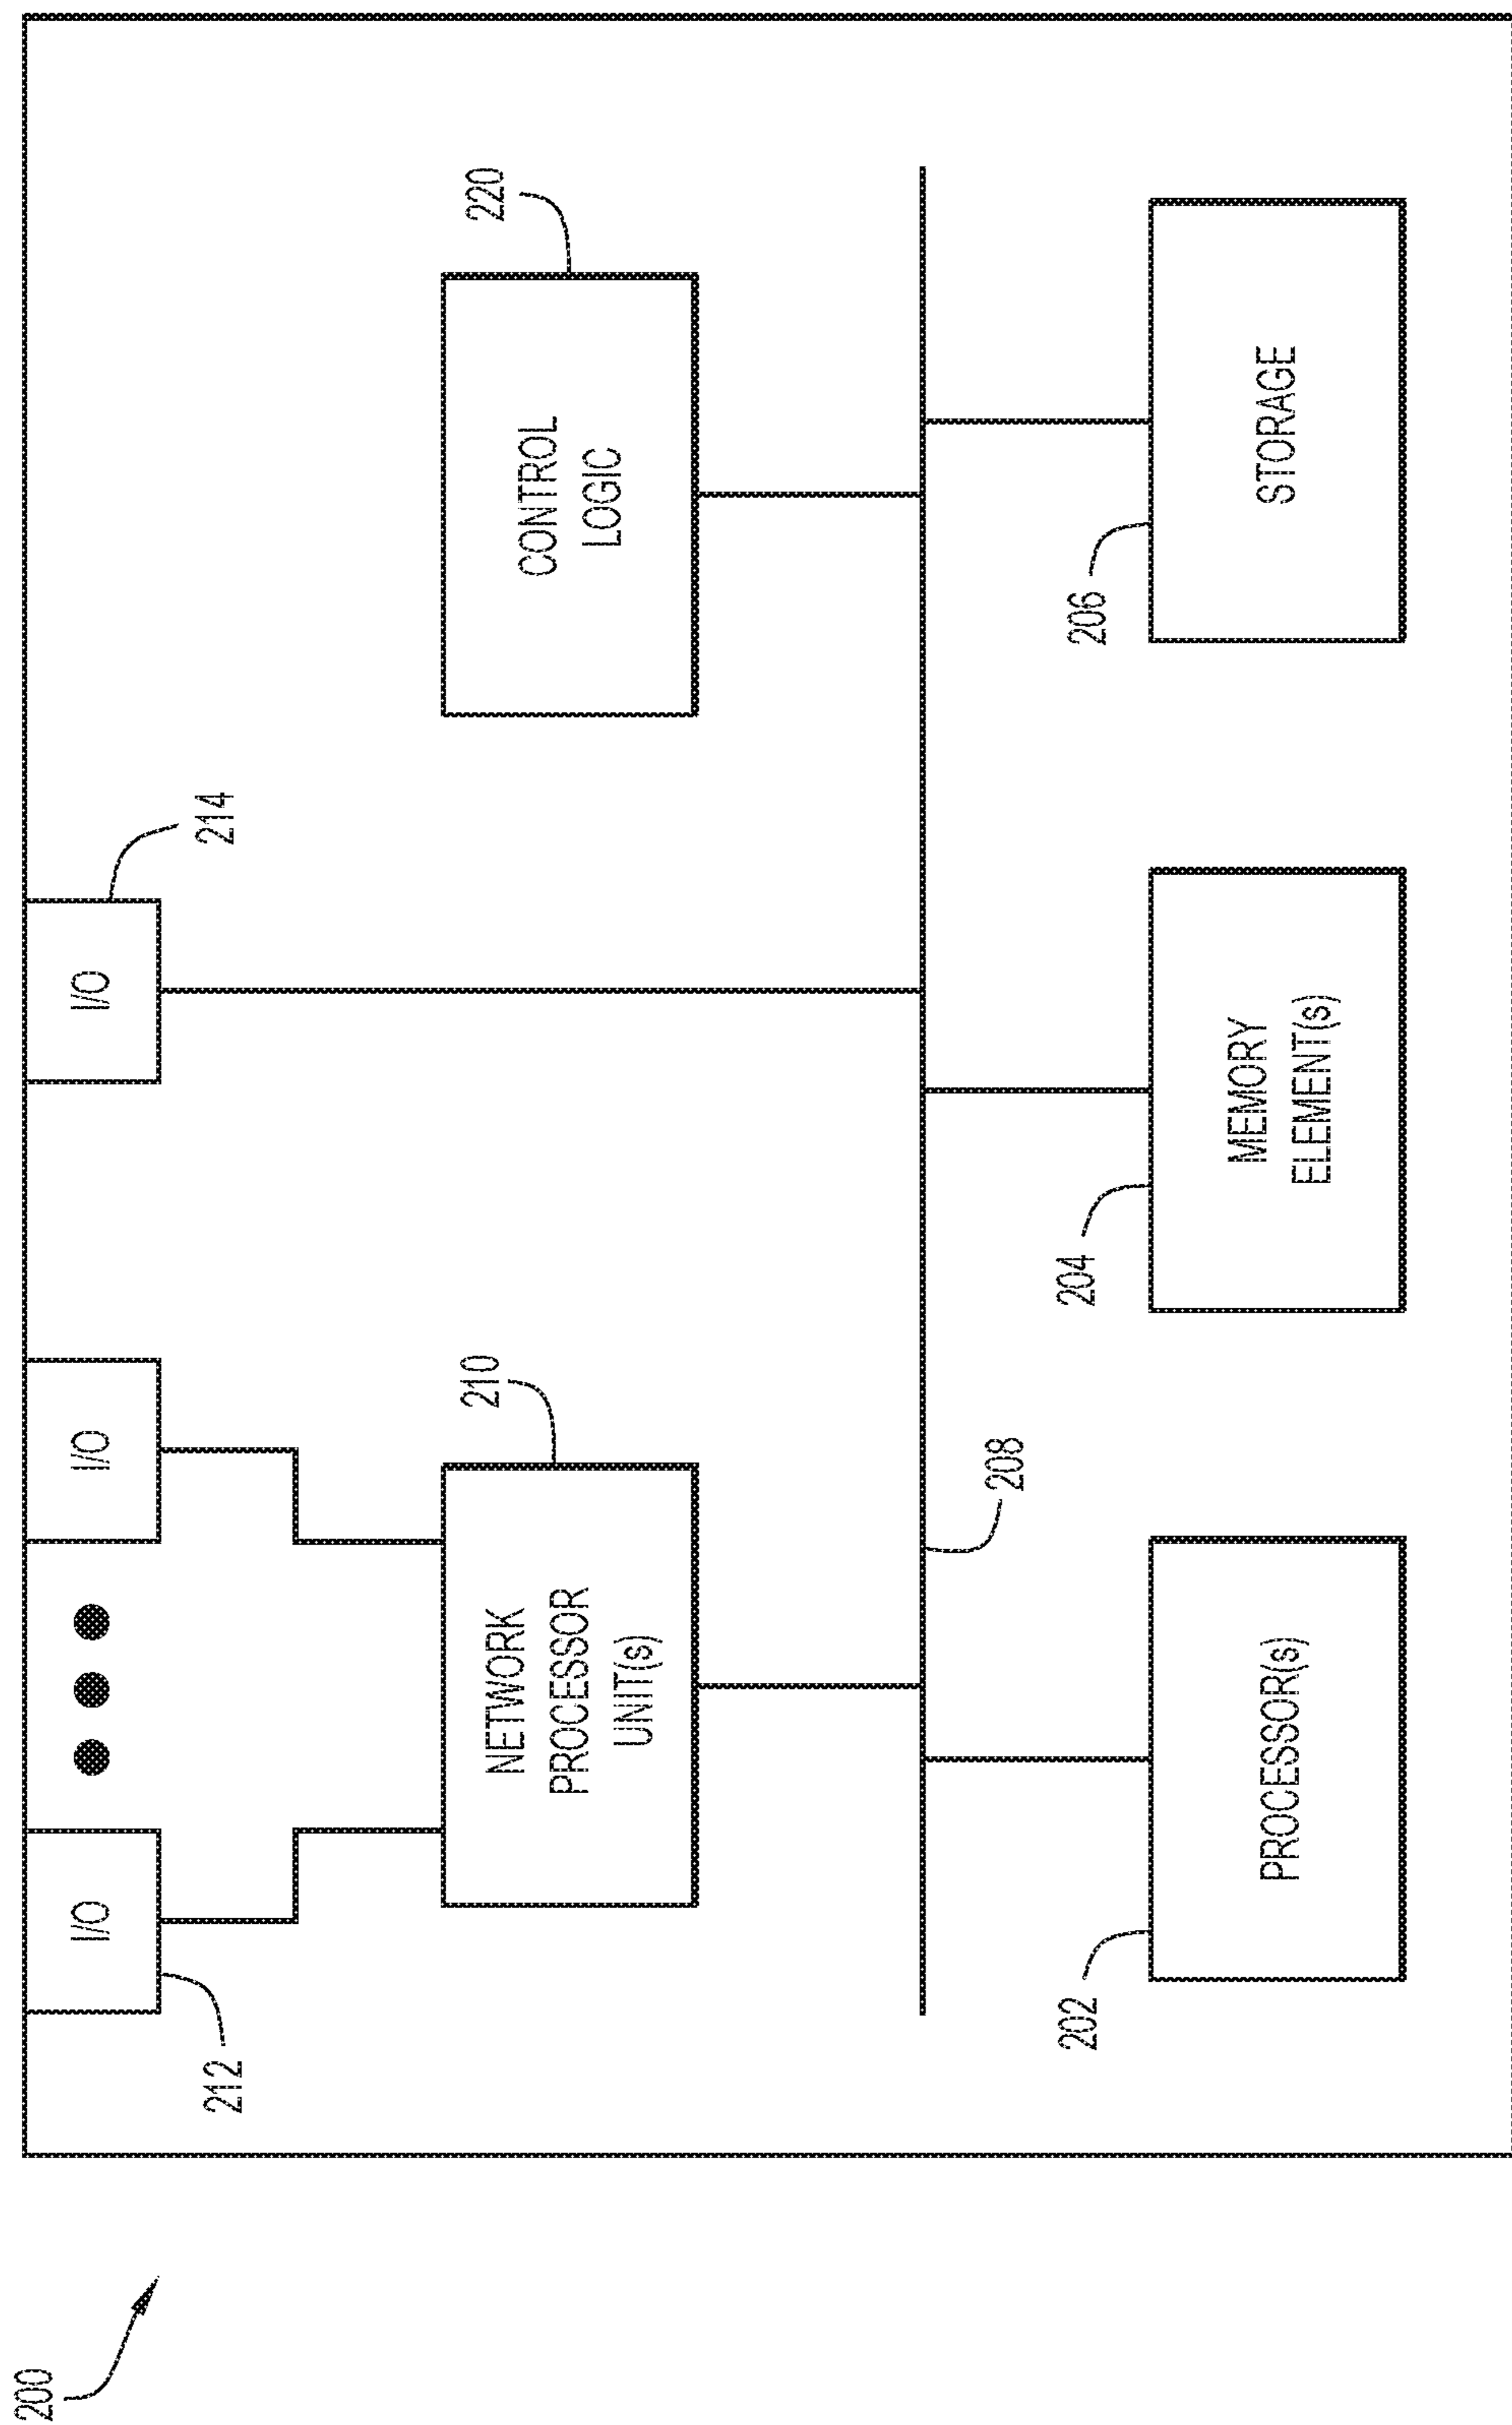 200
212
I/O
I/O
I/O
214
NETWORK
PROCESSOR
UNIT(s)
210
CONTROL
LOGIC
220
208
202
PROCESSOR(s)
204
MEMORY
ELEMENT(s)
206
STORAGE